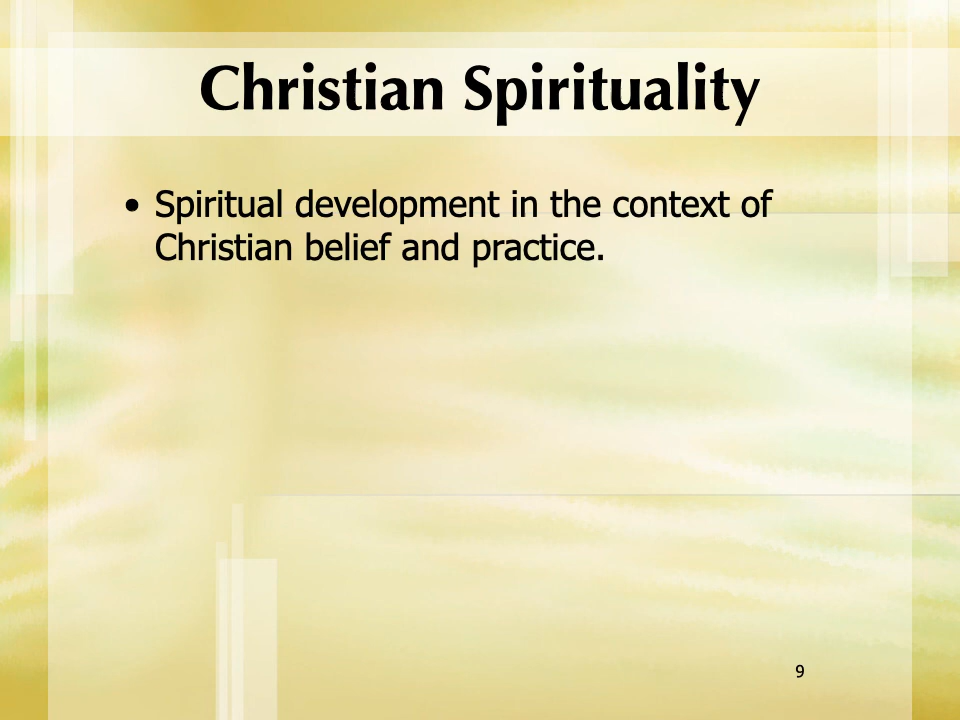 Christian Spirituality
• Spiritual development in the context of
Christian belief and practice.
9